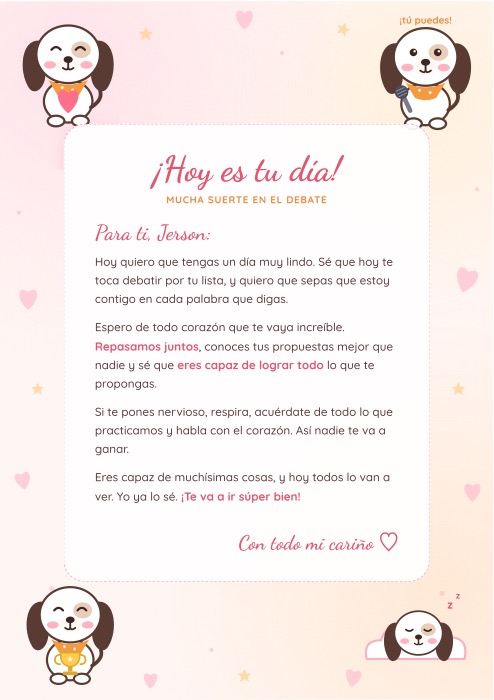 ¡tú puedes!
¡Hoy es tu día!
MUCHA SUERTE EN EL DEBATE
Para ti, Jerson:
Hoy quiero que tengas un día muy lindo. Sé que hoy te
toca debatir por tu lista, y quiero que sepas que estoy
contigo en cada palabra que digas.
Espero de todo corazón que te vaya increíble.
Repasamos juntos, conoces tus propuestas mejor que
nadie y sé que eres capaz de lograr todo lo que te
propongas.
Si te pones nervioso, respira, acuérdate de todo lo que
practicamos y habla con el corazón. Así nadie te va a
ganar.
Eres capaz de muchísimas cosas, y hoy todos lo van a
ver. Yo ya lo sé. ¡Te va a ir súper bien!
Con todo mi cariño
z
z